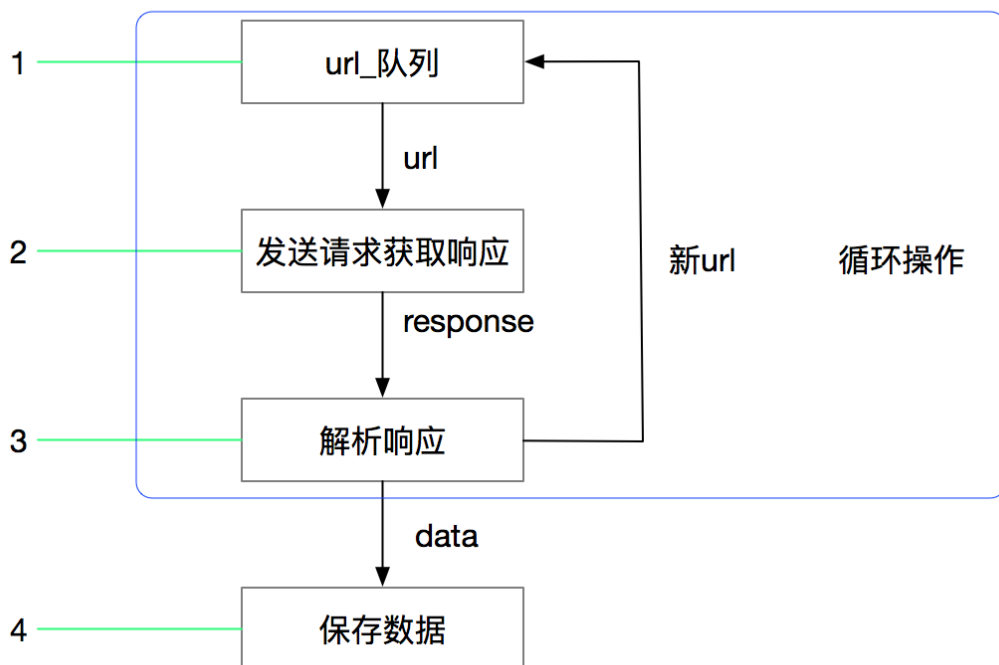 1
url_队列
url
2
发送请求获取响应
新url
循环操作
response
3
解析响应
data
4
保存数据